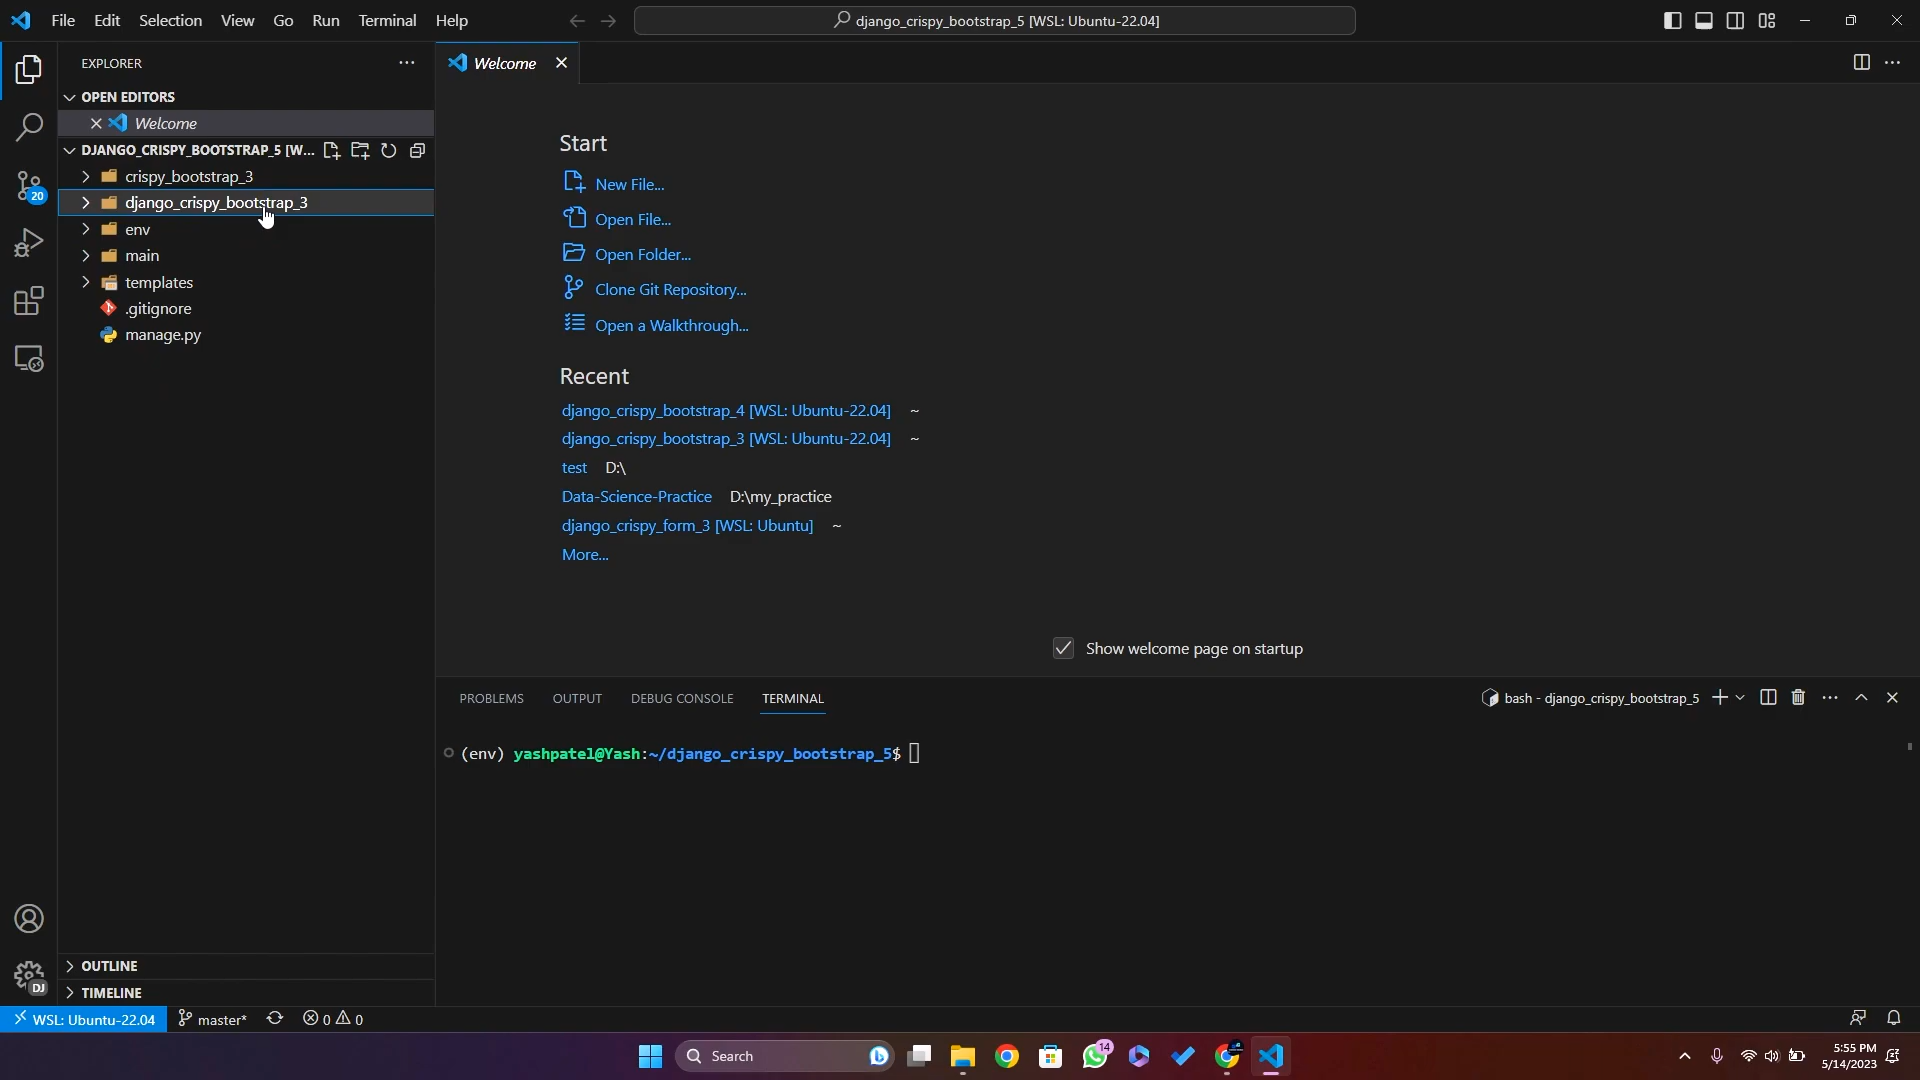 File Edit Selection View Go Run Terminal Help
django_crispy_bootstrap_5 [WSL: Ubuntu-22.04]
EXPLORER
Welcome
OPEN EDITORS
Welcome
DJANGO_CRISPY_BOOTSTRAP_5 [W...
crispy_bootstrap_3
django_crispy_bootstrap_3
env
main
templates
.gitignore
manage.py
20
Start
New File...
Open File...
Open Folder...
Clone Git Repository...
Open a Walkthrough...
Recent
django_crispy_bootstrap_4 [WSL: Ubuntu-22.04] ~
django_crispy_bootstrap_3 [WSL: Ubuntu-22.04] ~
test D:\
Data-Science-Practice D:\my_practice
django_crispy_form_3 [WSL: Ubuntu] ~
More...
Show welcome page on startup
PROBLEMS OUTPUT DEBUG CONSOLE TERMINAL
bash - django_crispy_bootstrap_5
(env) yashpatel@Yash:~/django_crispy_bootstrap_5$
OUTLINE
DJ
TIMELINE
WSL: Ubuntu-22.04 master* 0 0
Search
14
5:55 PM
5/14/2023